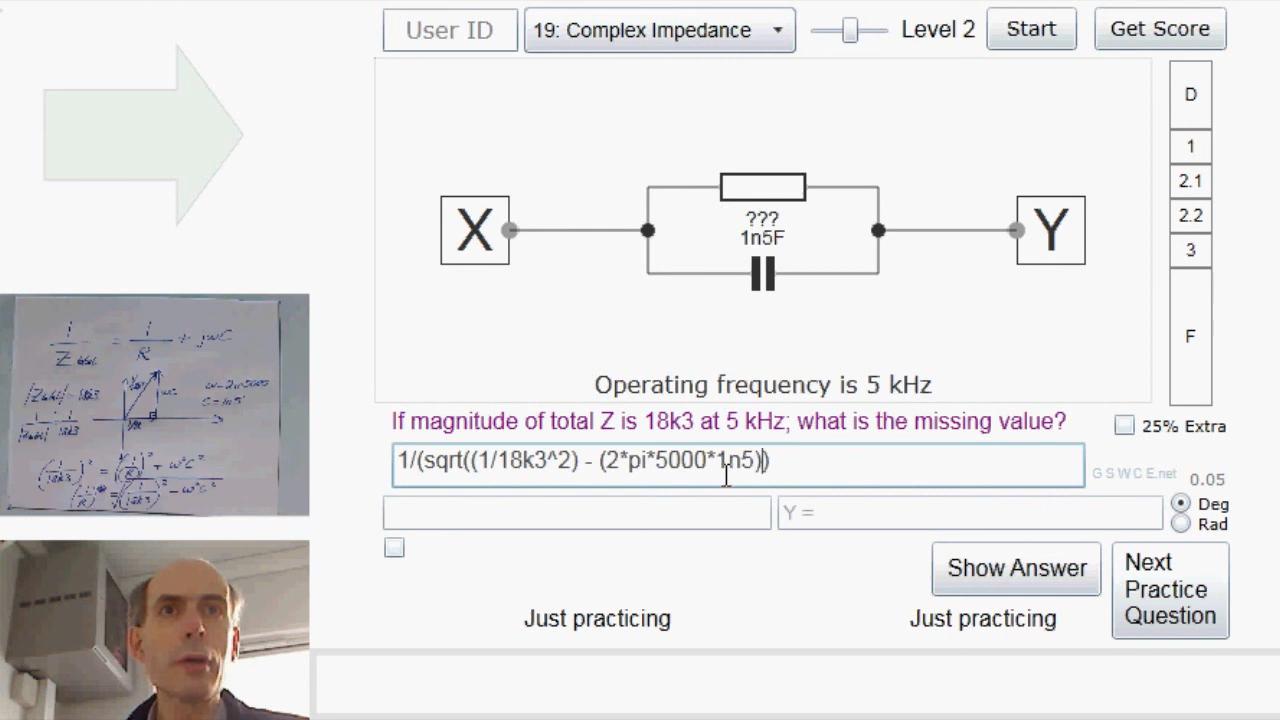 User ID
19: Complex Impedance
Level 2
Start
Get Score
D
1
2.1
2.2
3
F
X
Y
???
1n5F
Operating frequency is 5 kHz
If magnitude of total Z is 18k3 at 5 kHz; what is the missing value?
25% Extra
1/(sqrt((1/18k3^2) - (2*pi*5000*1n5))
GSWCE.net
0.05
Y =
Deg
Rad
Show Answer
Next
Practice
Question
Just practicing
Just practicing
1
1
Z
=
R
+ jωC